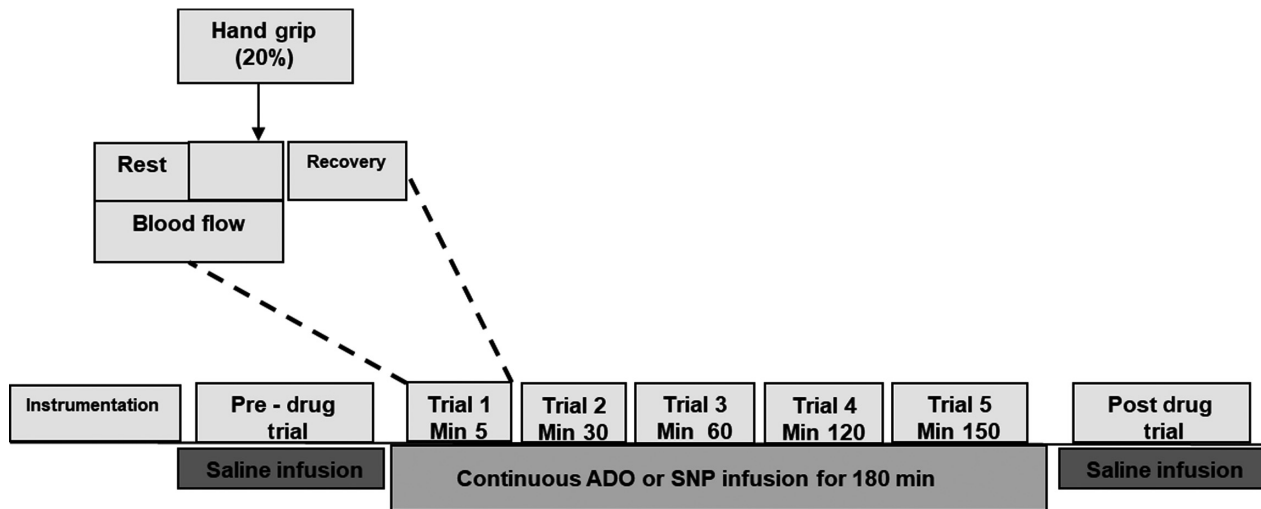 Hand grip
(20%)
Rest
Recovery
Blood flow
Instrumentation
Pre - drug
trial
Trial 1
Min 5
Trial 2
Min 30
Trial 3
Min 60
Trial 4
Min 120
Trial 5
Min 150
Post drug
trial
Saline infusion
Continuous ADO or SNP infusion for 180 min
Saline infusion